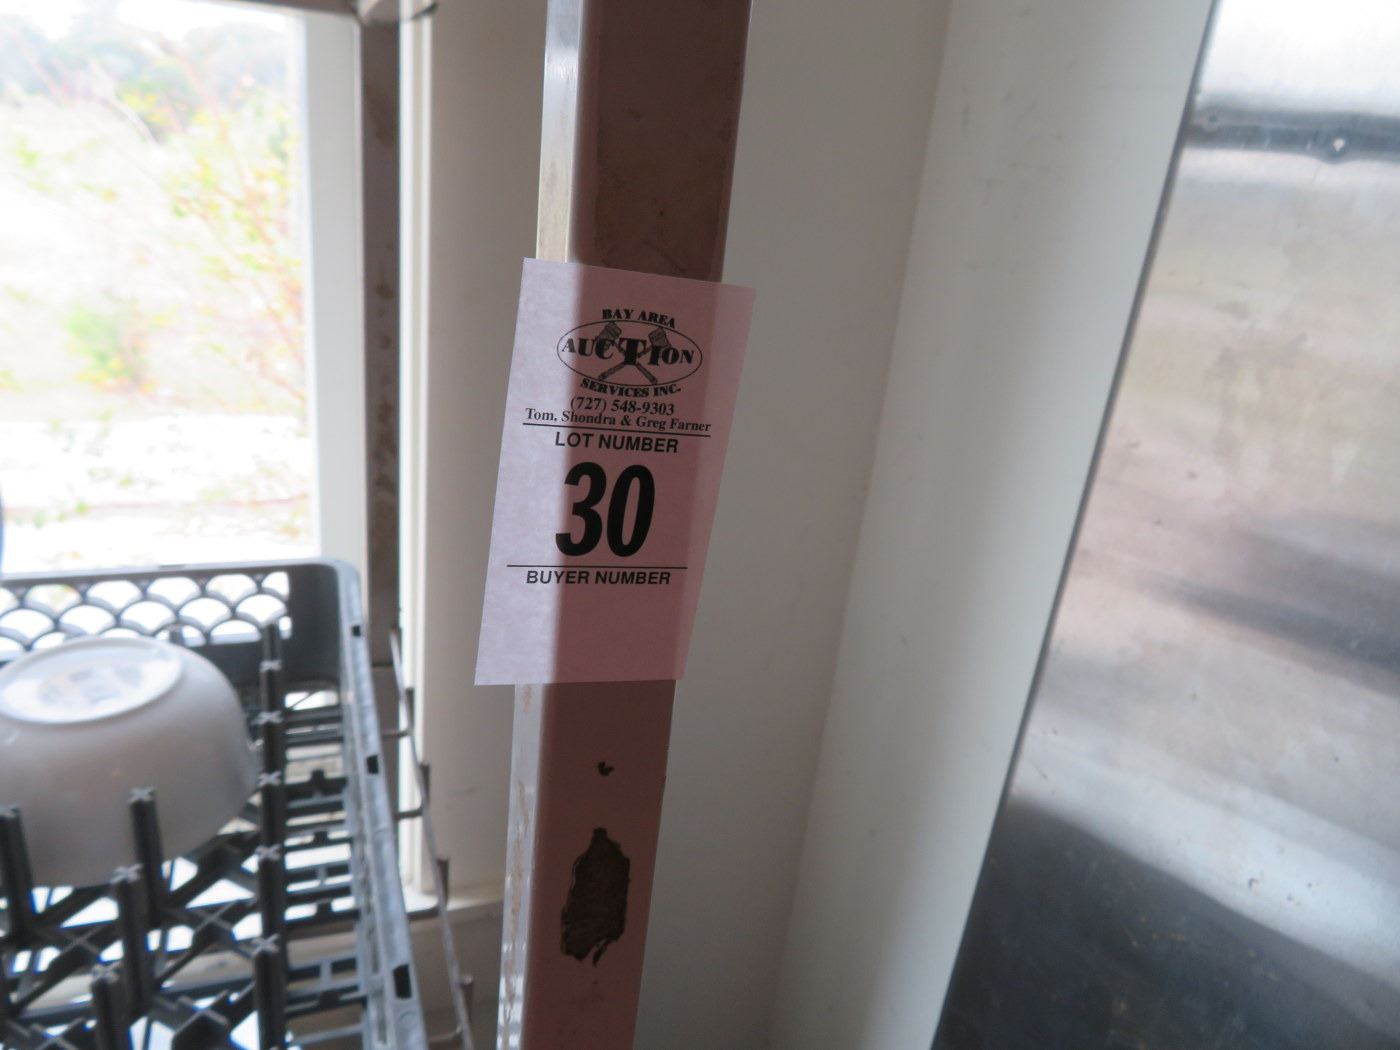 BAY AREA
AUCTION
SERVICES INC.
(727) 548-9303
Tom, Shondra & Greg Farner
LOT NUMBER
30
BUYER NUMBER